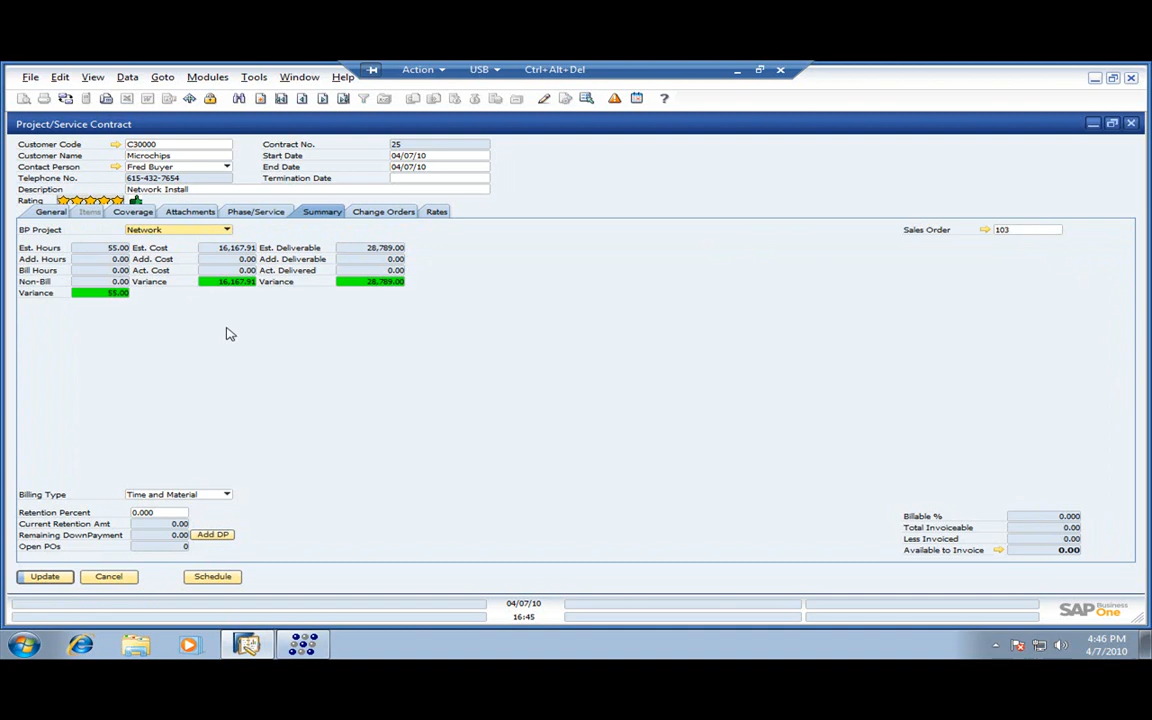 Action USB Ctrl+Alt+Del
File Edit View Data Goto Modules Tools Window Help
Project/Service Contract
Customer Code C30000 Contract No. 25
Customer Name Microchips Start Date 04/07/10
Contact Person Fred Buyer End Date 04/07/10
Telephone No. 615-432-7654 Termination Date
Description Network Install
Rating
General Items Coverage Attachments Phase/Service Summary Change Orders Rates
BP Project Network Sales Order 103
Est. Hours 55.00 Est. Cost 16,167.91 Est. Deliverable 28,789.00
Add. Hours 0.00 Add. Cost 0.00 Add. Deliverable 0.00
Bill Hours 0.00 Act. Cost 0.00 Act. Delivered 0.00
Non-Bill 0.00 Variance 16,167.91 Variance 28,789.00
Variance 55.00
Billing Type Time and Material
Retention Percent 0.000 Billable % 0.000
Current Retention Amt 0.00 Total Invoiceable 0.00
Remaining DownPayment 0.00 Add DP Less Invoiced 0.00
Open POs 0 Available to Invoice 0.00
Update Cancel Schedule
04/07/10
16:45
SAP Business One
4:46 PM
4/7/2010